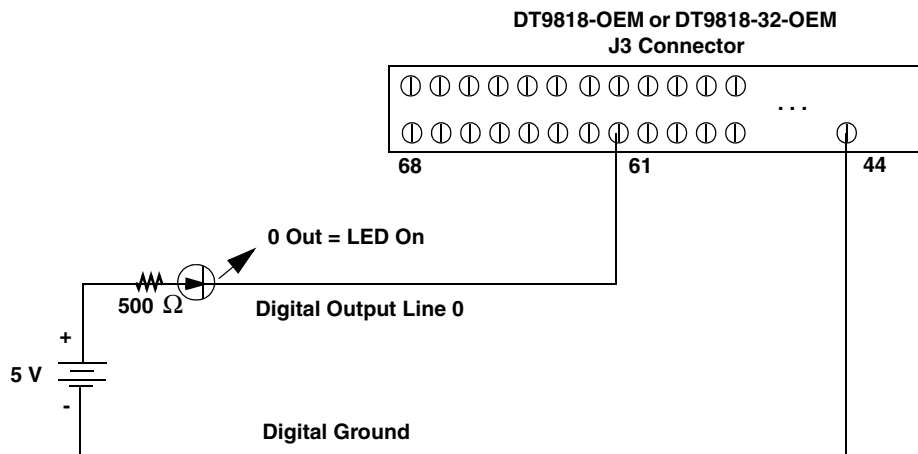 DT9818-OEM or DT9818-32-OEM
J3 Connector
. . .
68
61
44
0 Out = LED On
500 Ω
Digital Output Line 0
+
5 V
-
Digital Ground